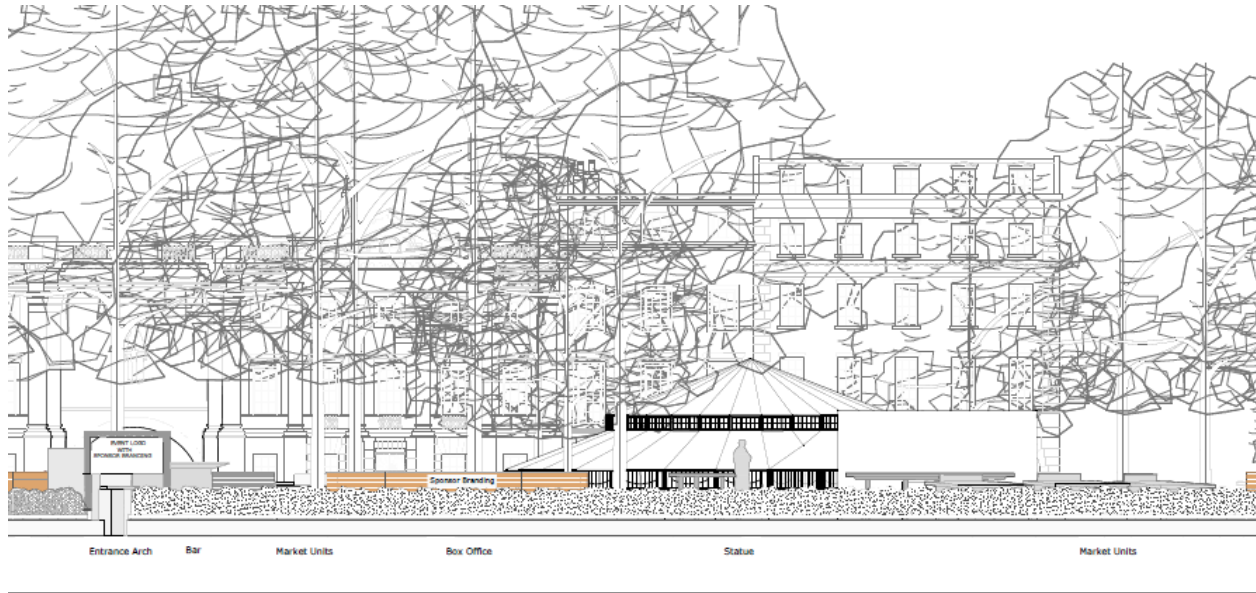 EVENT LOGO
WITH
SPONSOR BRANDING
Sponsor Branding
Entrance Arch
Bar
Market Units
Box Office
Statue
Market Units